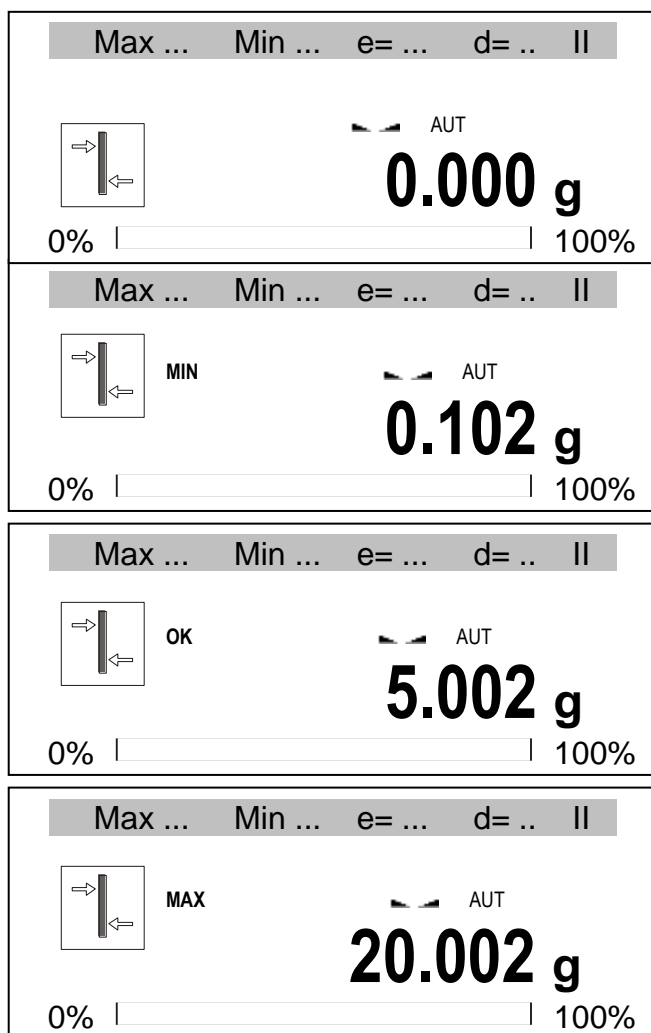 Max ... Min ... e= ... d= .. II
AUT
0.000 g
0% 100%
Max ... Min ... e= ... d= .. II
MIN AUT
0.102 g
0% 100%
Max ... Min ... e= ... d= .. II
OK AUT
5.002 g
0% 100%
Max ... Min ... e= ... d= .. II
MAX AUT
20.002 g
0% 100%